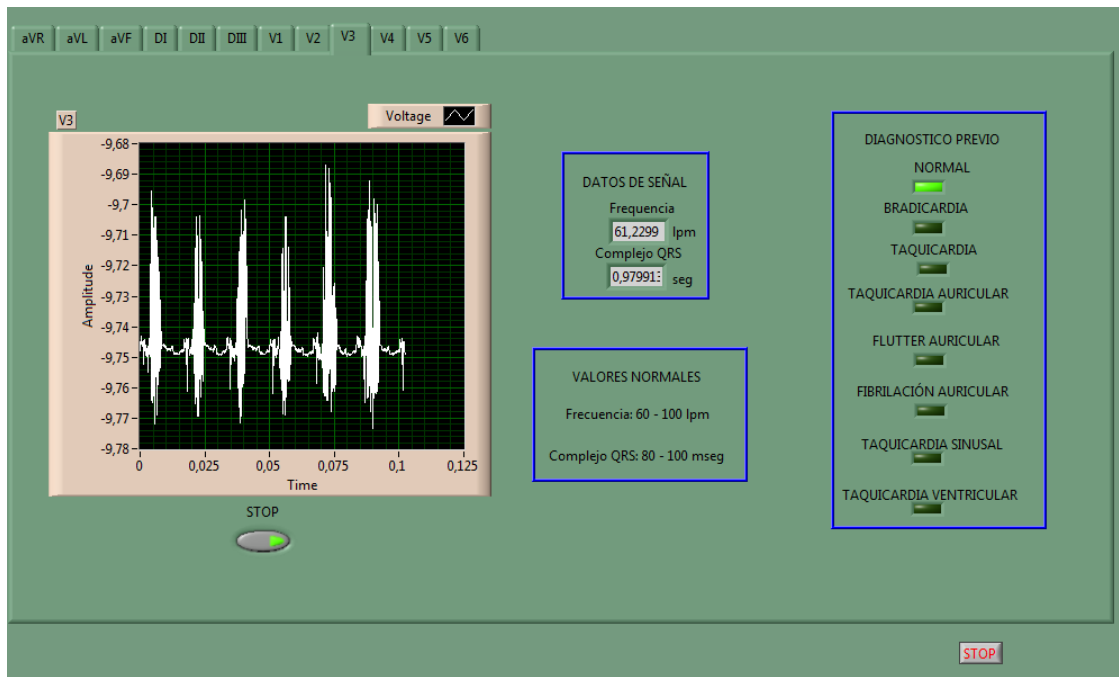 aVR aVL aVF DI DII DIII V1 V2 V3 V4 V5 V6
V3
Voltage
-9,68
-9,69
-9,7
-9,71
-9,72
-9,73
-9,74
-9,75
-9,76
-9,77
-9,78
Amplitude
0 0,025 0,05 0,075 0,1 0,125
Time
STOP
DATOS DE SEÑAL
Frequencia
61,2299 lpm
Complejo QRS
0,979913 seg
VALORES NORMALES
Frecuencia: 60 - 100 lpm
Complejo QRS: 80 - 100 mseg
DIAGNOSTICO PREVIO
NORMAL
BRADICARDIA
TAQUICARDIA
TAQUICARDIA AURICULAR
FLUTTER AURICULAR
FIBRILACIÓN AURICULAR
TAQUICARDIA SINUSAL
TAQUICARDIA VENTRICULAR
STOP